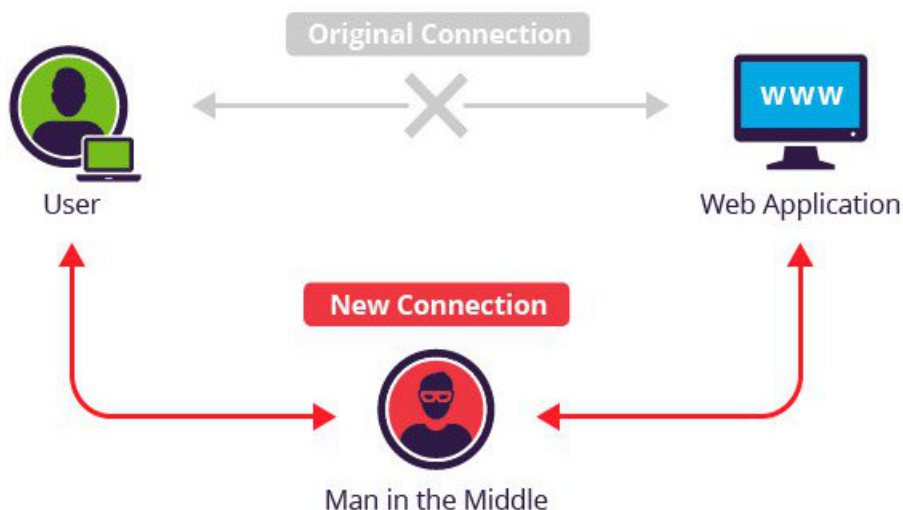 Original Connection
www
User
Web Application
New Connection
Man in the Middle